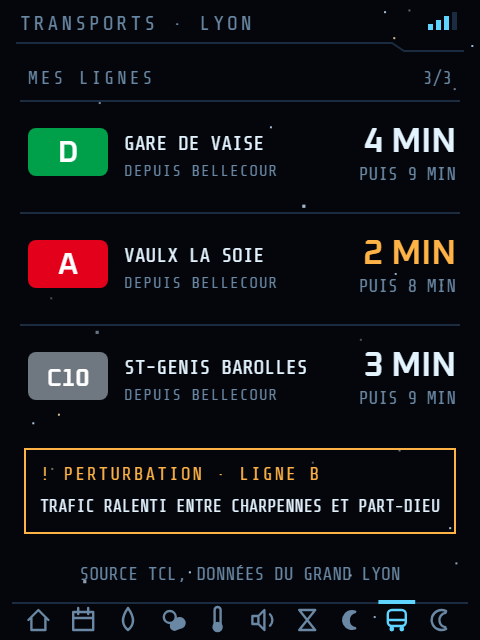 TRANSPORTS · LYON
MES LIGNES 3/3
D GARE DE VAISE 4 MIN
DEPUIS BELLECOUR PUIS 9 MIN
A VAULX LA SOIE 2 MIN
DEPUIS BELLECOUR PUIS 8 MIN
C10 ST-GENIS BAROLLES 3 MIN
DEPUIS BELLECOUR PUIS 9 MIN
! PERTURBATION · LIGNE B
TRAFIC RALENTI ENTRE CHARPENNES ET PART-DIEU
SOURCE TCL, DONNÉES DU GRAND LYON